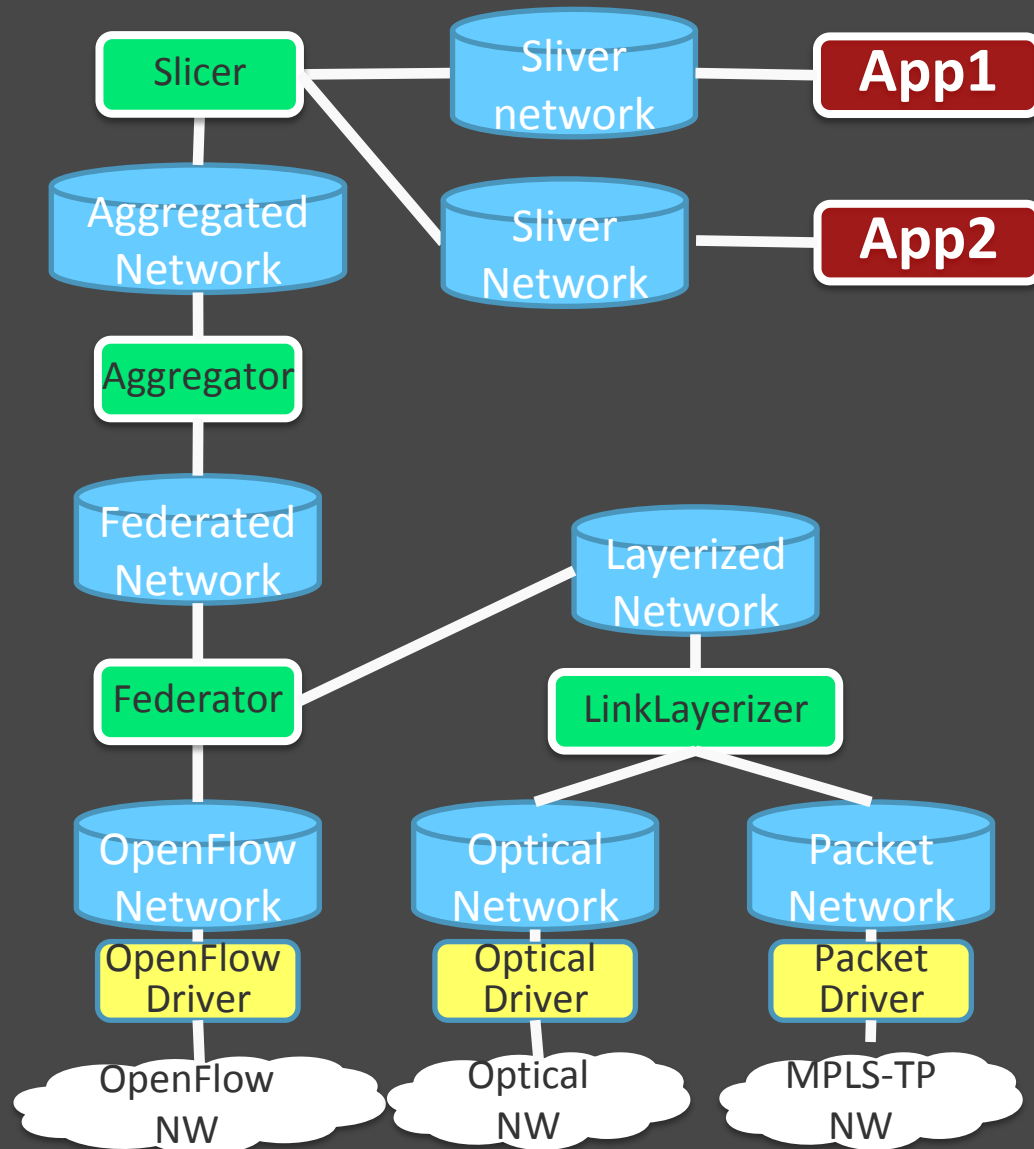 Slicer
Sliver
network
App1
Aggregated
Network
Sliver
Network
App2
Aggregator
Federated
Network
Layerized
Network
Federator
LinkLayerizer
OpenFlow
Network
Optical
Network
Packet
Network
OpenFlow
Driver
Optical
Driver
Packet
Driver
OpenFlow
NW
Optical
NW
MPLS-TP
NW